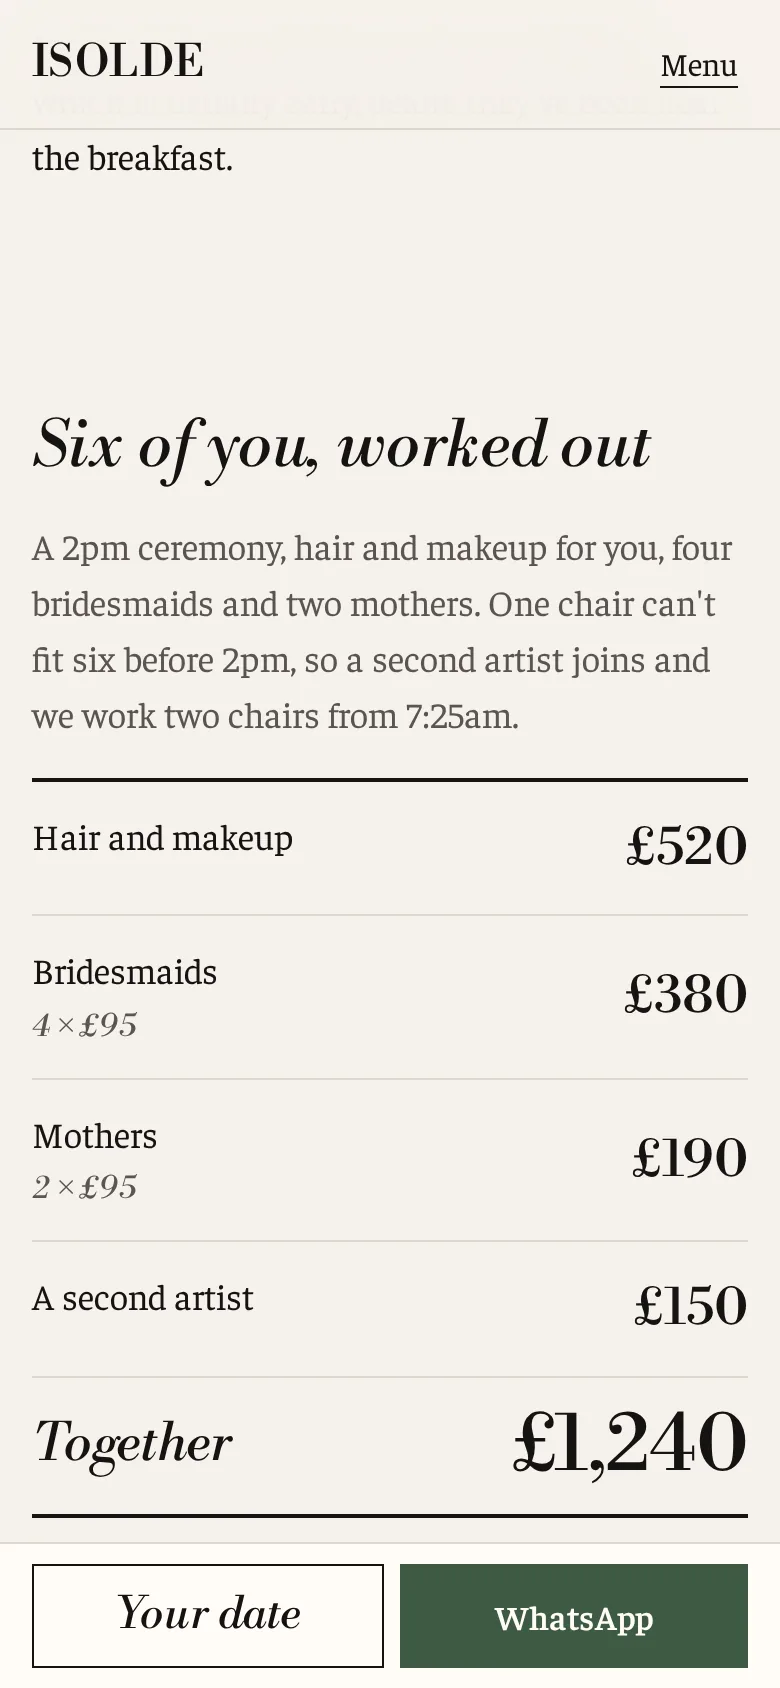 ISOLDE
Menu
the breakfast.
Six of you, worked out
A 2pm ceremony, hair and makeup for you, four
bridesmaids and two mothers. One chair can't
fit six before 2pm, so a second artist joins and
we work two chairs from 7:25am.
Hair and makeup £520
Bridesmaids £380
4 × £95
Mothers £190
2 × £95
A second artist £150
Together £1,240
Your date
WhatsApp